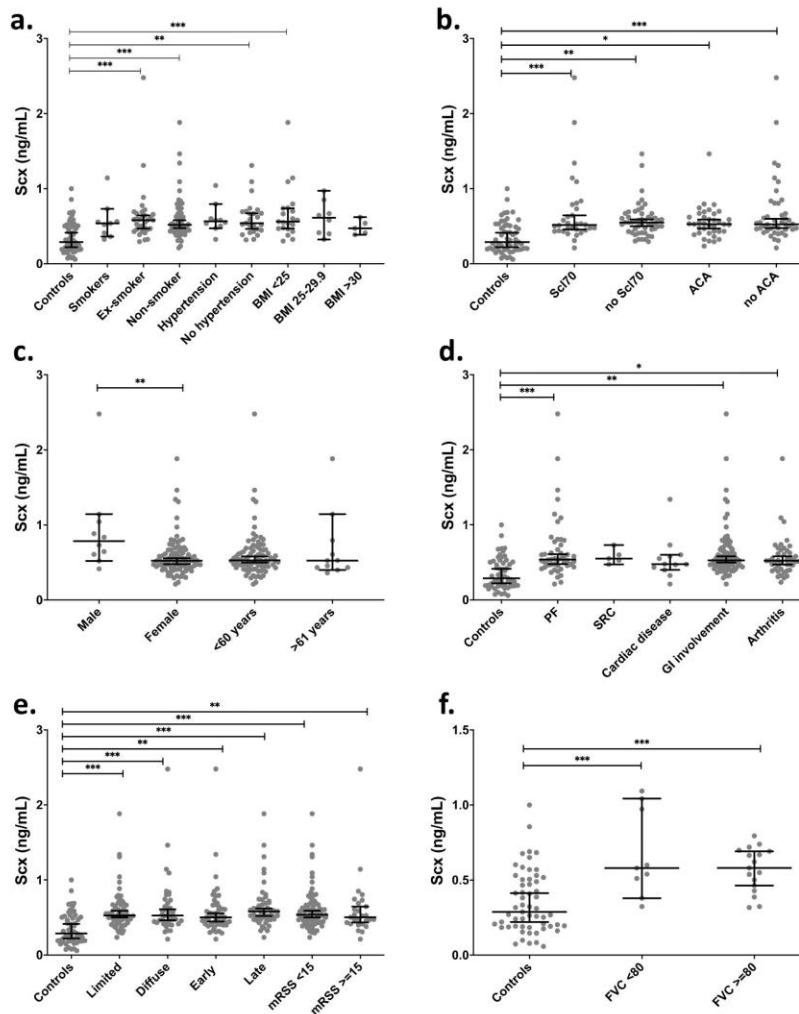 a.
***
**
***
***
3
2
1
0
Scx (ng/mL)
Controls
Smokers
Ex-smoker
Non-smoker
Hypertension
No hypertension
BMI <25
BMI 25-29.9
BMI >30
b.
***
*
**
***
3
2
1
0
Scx (ng/mL)
Controls
Scl70
no Scl70
ACA
no ACA
c.
**
3
2
1
0
Scx (ng/mL)
Male
Female
<60 years
>61 years
d.
*
**
***
3
2
1
0
Scx (ng/mL)
Controls
PF
SRC
Cardiac disease
GI involvement
Arthritis
e.
**
***
***
**
***
***
3
2
1
0
Scx (ng/mL)
Controls
Limited
Diffuse
Early
Late
mRSS <15
mRSS >=15
f.
***
***
1.5
1.0
0.5
0.0
Scx (ng/mL)
Controls
FVC <80
FVC >=80